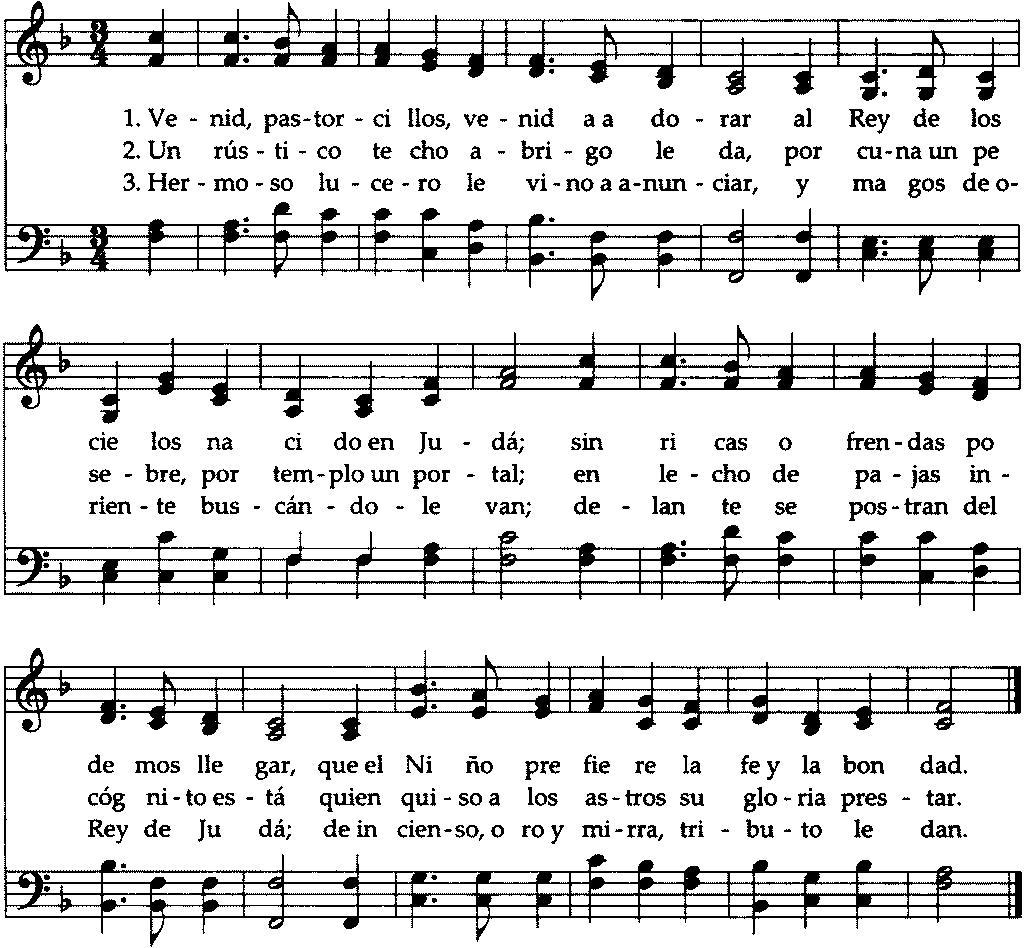 3/4
1. Ve - nid, pas-tor - ci llos, ve - nid a a do - rar al Rey de los
2. Un rús - ti - co te cho a - bri - go le da, por cu-na un pe
3. Her - mo - so lu - ce - ro le vi - no a a-nun - ciar, y ma gos de o-
3/4
cie los na ci do en Ju - dá; sin ri cas o fren-das po
se - bre, por tem-plo un por - tal; en le - cho de pa - jas in -
rien - te bus - cán - do - le van; de - lan te se pos-tran del
de mos lle gar, que el Ni ño pre fie re la fe y la bon dad.
cóg ni-to es - tá quien qui-so a los as-tros su glo-ria pres - tar.
Rey de Ju dá; de in cien-so, o ro y mi-rra, tri - bu - to le dan.